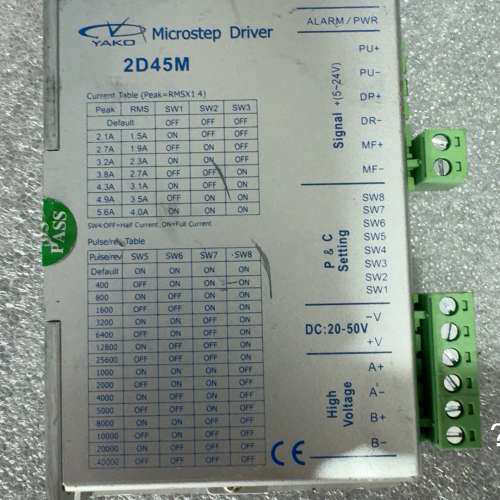 YAKO Microstep Driver
2D45M
Current Table (Peak=RMSX1.4)
Peak RMS SW1 SW2 SW3
Default OFF OFF OFF
2.1A 1.5A ON OFF OFF
2.7A 1.9A OFF ON OFF
3.2A 2.3A ON ON OFF
3.8A 2.7A OFF OFF ON
4.3A 3.1A ON OFF ON
4.9A 3.5A OFF ON ON
5.6A 4.0A ON ON ON
SW4:OFF=Half Current ,ON=Full Current
Pulse/rev Table
Pulse/rev SW5 SW6 SW7 SW8
Default ON ON ON ON
400 OFF ON ON ON
800 ON OFF ON ON
1600 OFF OFF ON ON
3200 ON ON OFF ON
6400 OFF ON OFF ON
12800 ON OFF OFF ON
25600 OFF OFF OFF ON
1000 ON ON ON OFF
2000 OFF ON ON OFF
4000 ON OFF ON OFF
5000 OFF OFF ON OFF
8000 ON ON OFF OFF
10000 OFF ON OFF OFF
20000 ON OFF OFF OFF
40000 OFF OFF OFF OFF
PASS
CE
ALARM/PWR
Signal +(5~24V)
PU+
PU-
DR+
DR-
MF+
MF-
P & C Setting
SW8
SW7
SW6
SW5
SW4
SW3
SW2
SW1
DC:20-50V
-V
+V
High Voltage
A+
A-
B+
B-